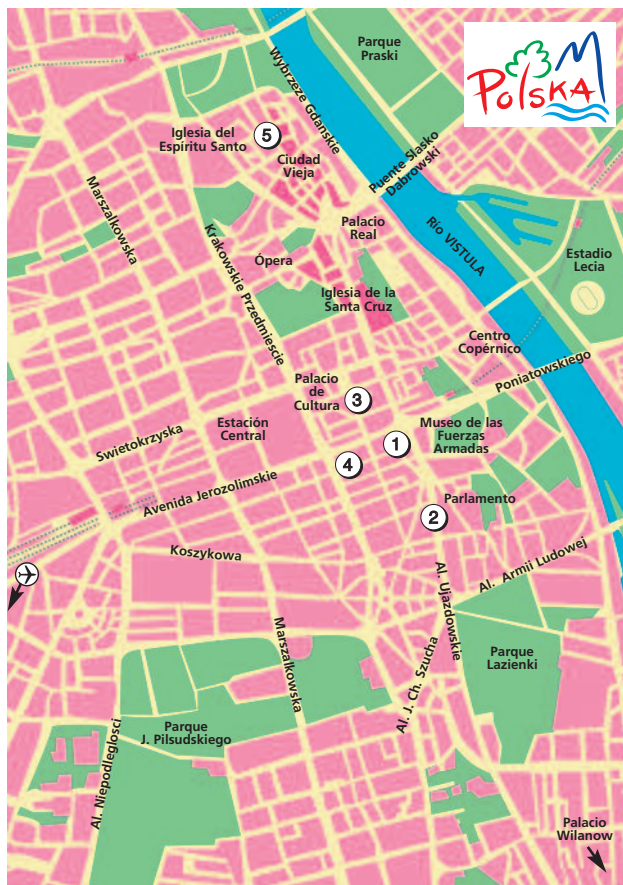 Parque
Praski
PolSKA
Wybrzeze Gdanskie
Iglesia del
Espíritu Santo
5
Ciudad
Vieja
Puente Slasko
Dabrowski
Marszalkowska
Krakowskie Przedmiescie
Palacio
Real
Río VISTULA
Ópera
Estadio
Lecia
Iglesia de la
Santa Cruz
Centro
Copérnico
Poniatowskiego
Palacio
de
Cultura
3
Estación
Central
Museo de las
Fuerzas
Armadas
1
Swietokrzyska
4
Avenida Jerozolimskie
Parlamento
2
Koszykowa
Al. Armii Ludowej
Al. Ujazdowskie
Marszalkowska
Al. J. Ch. Szucha
Parque
Lazienki
Parque
J. Pilsudskiego
Al. Niepodleglosci
Palacio
Wilanow